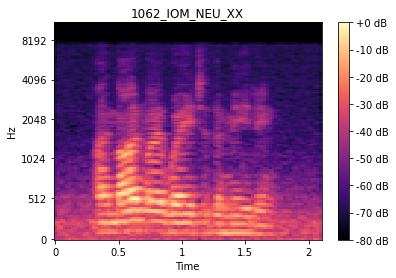 1062_IOM_NEU_XX
8192
4096
2048
1024
512
0
Hz
0
0.5
1
1.5
2
Time
+0 dB
-10 dB
-20 dB
-30 dB
-40 dB
-50 dB
-60 dB
-70 dB
-80 dB